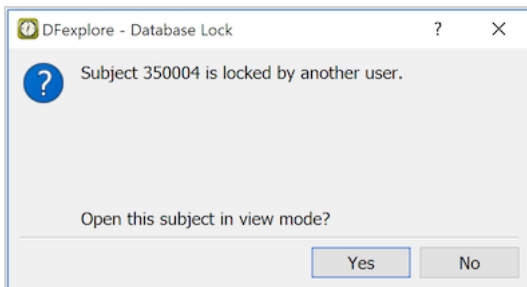 DFexplore - Database Lock
?
Subject 350004 is locked by another user.
Open this subject in view mode?
Yes No